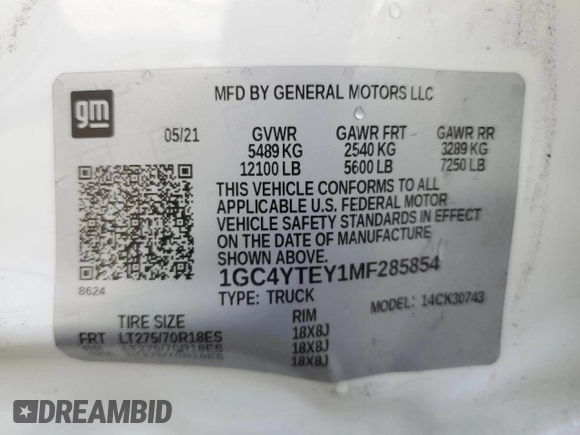 gm
MFD BY GENERAL MOTORS LLC
05/21 GVWR GAWR FRT GAWR RR
5489 KG 2540 KG 3289 KG
12100 LB 5600 LB 7250 LB
THIS VEHICLE CONFORMS TO ALL
APPLICABLE U.S. FEDERAL MOTOR
VEHICLE SAFETY STANDARDS IN EFFECT
ON THE DATE OF MANUFACTURE
SHOWN ABOVE.
8624
1GC4YTEY1MF285854
TYPE: TRUCK MODEL: 14CK30743
TIRE SIZE RIM
FRT LT275/70R18ES 18X8J
LT275/70R18ES 18X8J
18X8J
DREAMBID